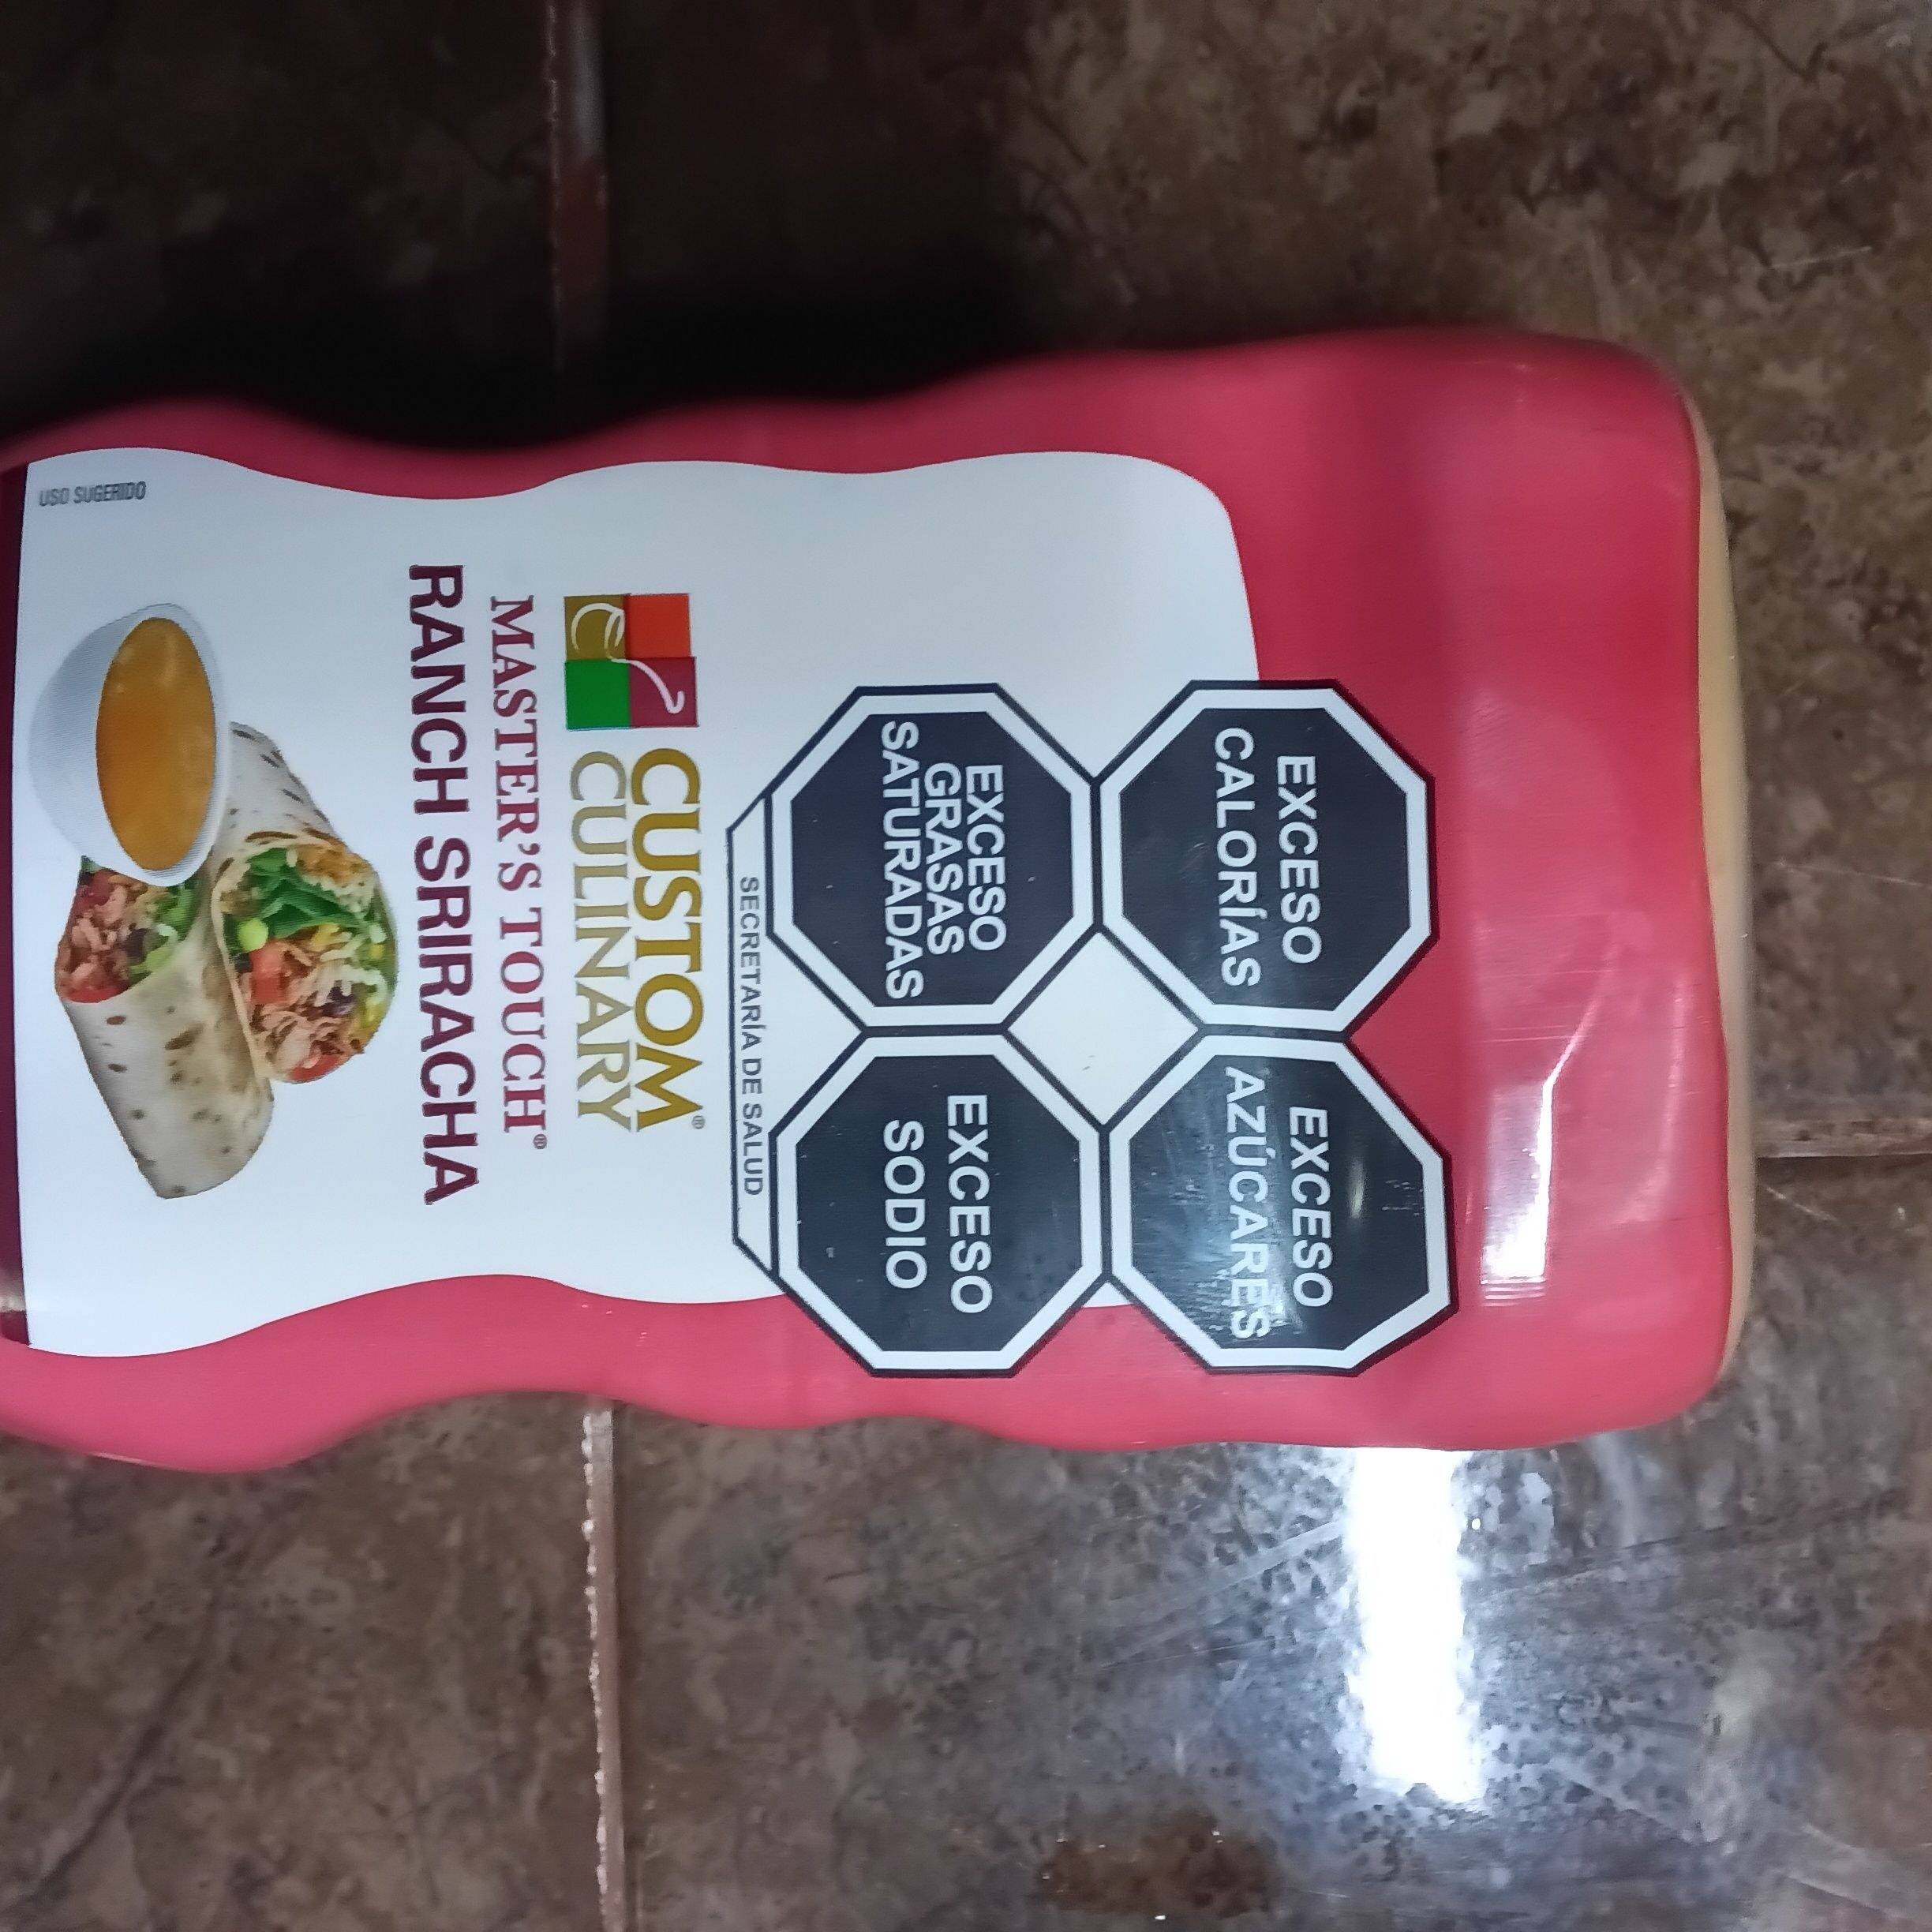 EXCESO
CALORÍAS
EXCESO
AZÚCARES
EXCESO
GRASAS
SATURADAS
EXCESO
SODIO
SECRETARÍA DE SALUD
CUSTOM®
CULINARY
MASTER'S TOUCH®
RANCH SRIRACHA
USO SUGERIDO